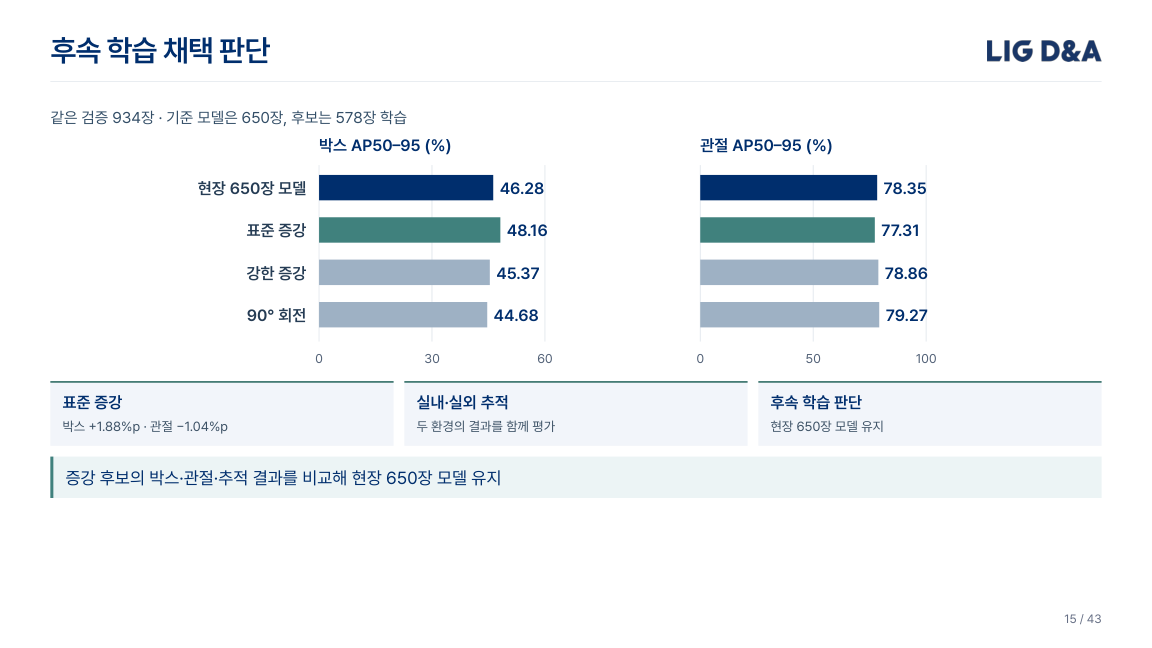 후속 학습 채택 판단
LIG D&A
같은 검증 934장 · 기준 모델은 650장, 후보는 578장 학습
박스 AP50–95 (%)
관절 AP50–95 (%)
현장 650장 모델
46.28
78.35
표준 증강
48.16
77.31
강한 증강
45.37
78.86
90° 회전
44.68
79.27
0 30 60
0 50 100
표준 증강
박스 +1.88%p · 관절 −1.04%p
실내·실외 추적
두 환경의 결과를 함께 평가
후속 학습 판단
현장 650장 모델 유지
증강 후보의 박스·관절·추적 결과를 비교해 현장 650장 모델 유지
15 / 43